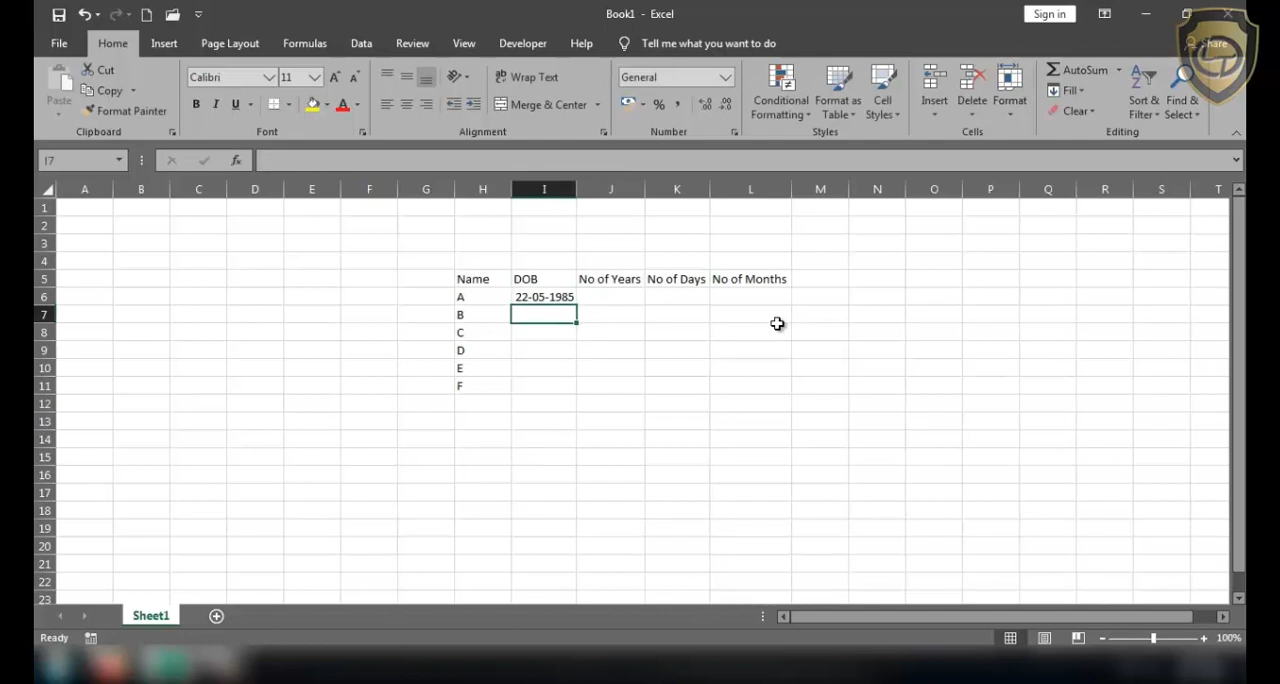 Book1 - Excel
Sign in
File Home Insert Page Layout Formulas Data Review View Developer Help Tell me what you want to do Share
Paste
Cut
Copy
Format Painter
Clipboard
Calibri 11 A A
B I U A
Font
Wrap Text
Merge & Center
Alignment
General
%
Number
Conditional Formatting
Format as Table
Cell Styles
Styles
Insert Delete Format
Cells
AutoSum
Fill
Clear
Sort & Filter
Find & Select
Editing
I7 fx
A B C D E F G H I J K L M N O P Q R S T
1
2
3
4
5 Name DOB No of Years No of Days No of Months
6 A 22-05-1985
7 B
8 C
9 D
10 E
11 F
12
13
14
15
16
17
18
19
20
21
22
23
Sheet1
Ready 100%